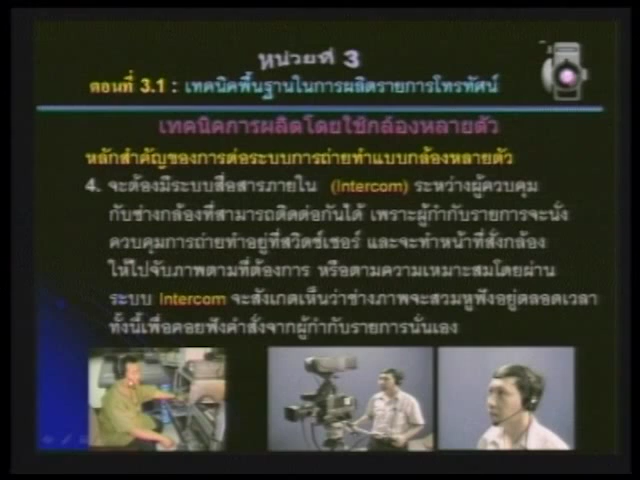 หน่วยที่ 3
ตอนที่ 3.1 : เทคนิคพื้นฐานในการผลิตรายการโทรทัศน์
เทคนิคการผลิตโดยใช้กล้องหลายตัว
หลักสำคัญของการต่อระบบการถ่ายทำแบบกล้องหลายตัว
4. จะต้องมีระบบสื่อสารภายใน (Intercom) ระหว่างผู้ควบคุม
กับช่างกล้องที่สามารถติดต่อกันได้ เพราะผู้กำกับรายการจะนั่ง
ควบคุมการถ่ายทำอยู่ที่สวิตช์เชอร์ และจะทำหน้าที่สั่งกล้อง
ให้ไปจับภาพตามที่ต้องการ หรือตามความเหมาะสมโดยผ่าน
ระบบ Intercom จะสังเกตเห็นว่าช่างภาพจะสวมหูฟังอยู่ตลอดเวลา
ทั้งนี้เพื่อคอยฟังคำสั่งจากผู้กำกับรายการนั่นเอง